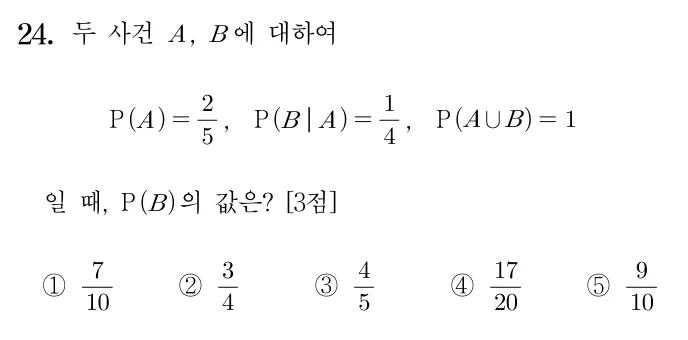 24. 두 사건 A, B에 대하여
P(A)=2/5, P(B|A)=1/4, P(A∪B)=1
일 때, P(B)의 값은? [3점]
① 7/10 ② 3/4 ③ 4/5 ④ 17/20 ⑤ 9/10